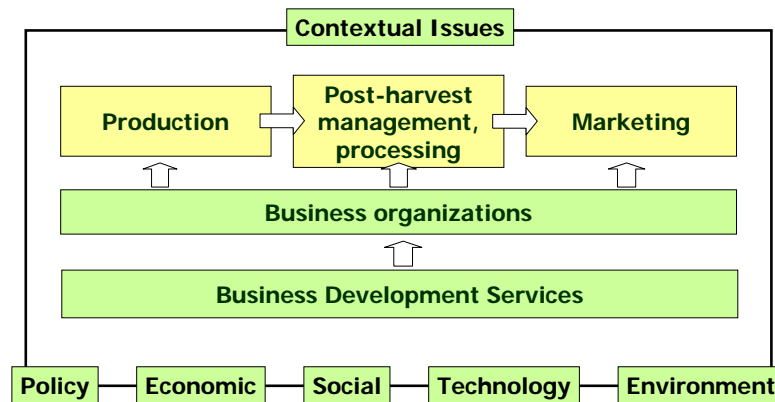 Contextual Issues
Production
Post-harvest
management,
processing
Marketing
Business organizations
Business Development Services
Policy
Economic
Social
Technology
Environment